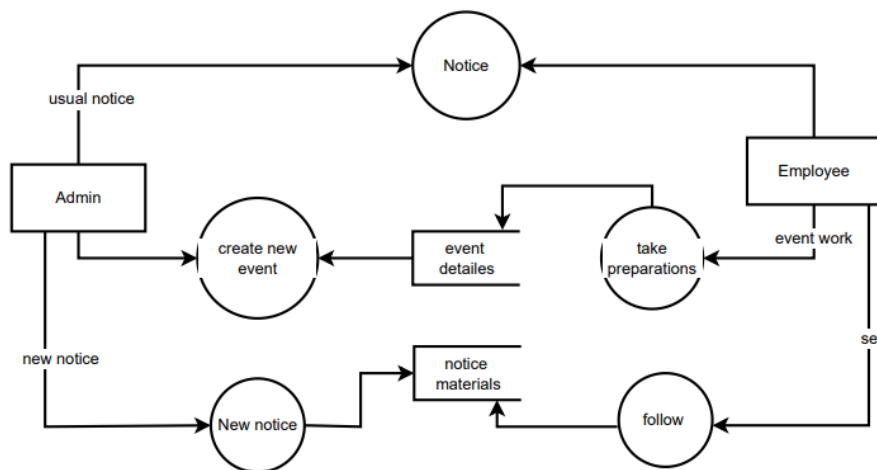 Notice
usual notice
Admin
Employee
create new
event
event
detailes
take
preparations
event work
new notice
notice
materials
se
New notice
follow